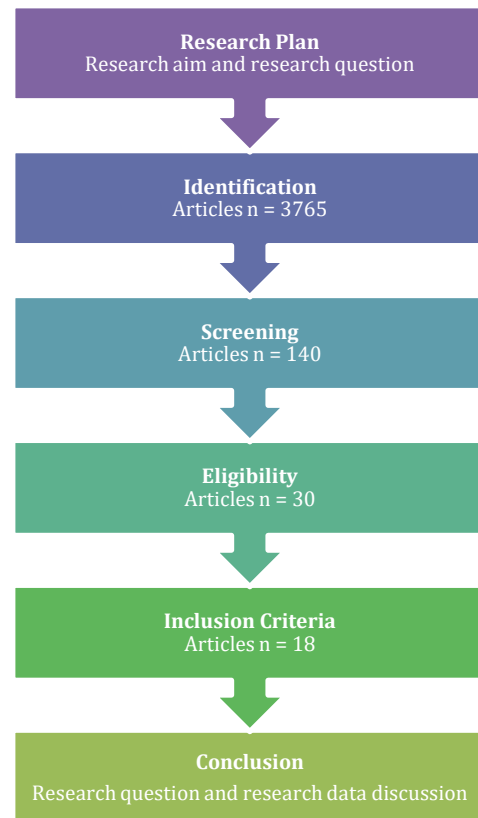 Research Plan
Research aim and research question
Identification
Articles n = 3765
Screening
Articles n = 140
Eligibility
Articles n = 30
Inclusion Criteria
Articles n = 18
Conclusion
Research question and research data discussion